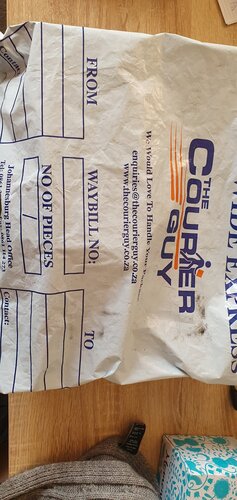 WIDE EXPRESS
THE
COURIER
GUY
We Would Love To Handle Your
enquiries@thecourierguy.co.za
www.thecourierguy.co.za
FROM
WAYBILL NO:
TO
NO OF PIECES
Johannesburg Head Office
Contact: